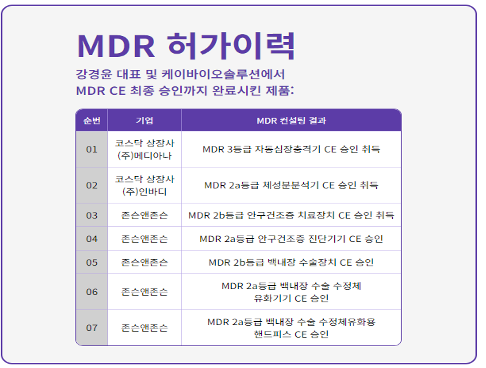 MDR 허가이력
강경윤 대표 및 케이바이오솔루션에서
MDR CE 최종 승인까지 완료시킨 제품:
순번 기업 MDR 컨설팅 결과
01 코스닥 상장사 (주)메디아나 MDR 3등급 자동심장충격기 CE 승인 취득
02 코스닥 상장사 (주)인바디 MDR 2a등급 체성분분석기 CE 승인 취득
03 존슨앤존슨 MDR 2b등급 안구건조증 치료장치 CE 승인 취득
04 존슨앤존슨 MDR 2a등급 안구건조증 진단기기 CE 승인
05 존슨앤존슨 MDR 2b등급 백내장 수술장치 CE 승인
06 존슨앤존슨 MDR 2a등급 백내장 수술 수정체
유화기기 CE 승인
07 존슨앤존슨 MDR 2a등급 백내장 수술 수정체유화용
핸드피스 CE 승인